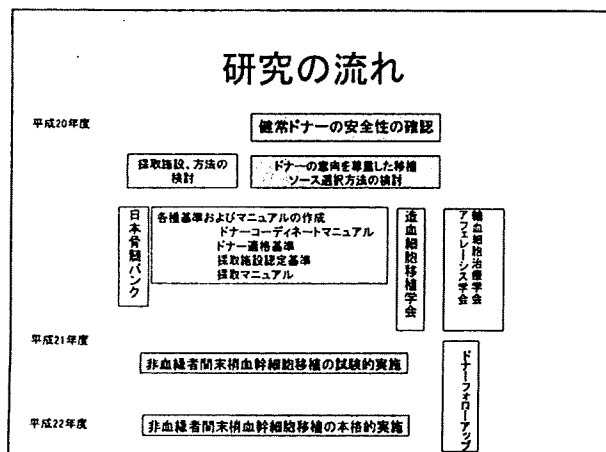 研究の流れ
平成20年度
健常ドナーの安全性の確認
採取施設、方法の
検討
ドナーの意向を尊重した移植
ソース選択方法の検討
日本骨髄バンク
各種基準およびマニュアルの作成
ドナーコーディネートマニュアル
ドナー適格基準
採取施設認定基準
採取マニュアル
造血細胞移植学会
輸血細胞治療学会
アフェレーシス学会
平成21年度
非血縁者間末梢血幹細胞移植の試験的実施
ドナーフォローアップ
平成22年度
非血縁者間末梢血幹細胞移植の本格的実施